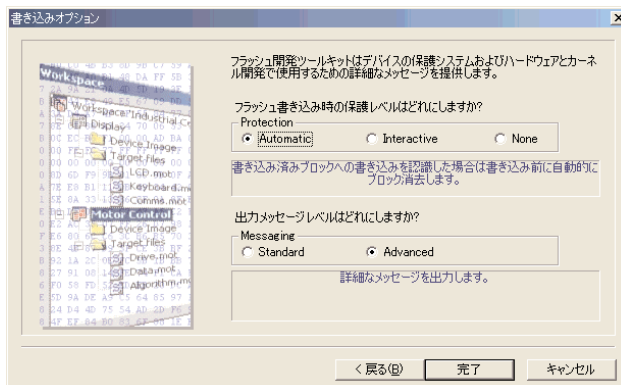 書き込みオプション
フラッシュ開発ツールキットはデバイスの保護システムおよびハードウェアとカーネ
ル開発で使用するための詳細なメッセージを提供します。
フラッシュ書き込み時の保護レベルはどれにしますか?
Protection
Automatic
Interactive
None
書き込み済みブロックへの書き込みを認識した場合は書き込み前に自動的に
ブロック消去します。
出力メッセージレベルはどれにしますか?
Messaging
Standard
Advanced
詳細なメッセージを出力します。
Workspace
Workspace
Industrial
Display
Device Image
Target Files
LCD.mot
Keyboard.m
Comms.mot
Motor Control
Device Image
Target Files
Drive.mot
Data.mot
Algorithm.m
< 戻る(B)
完了
キャンセル